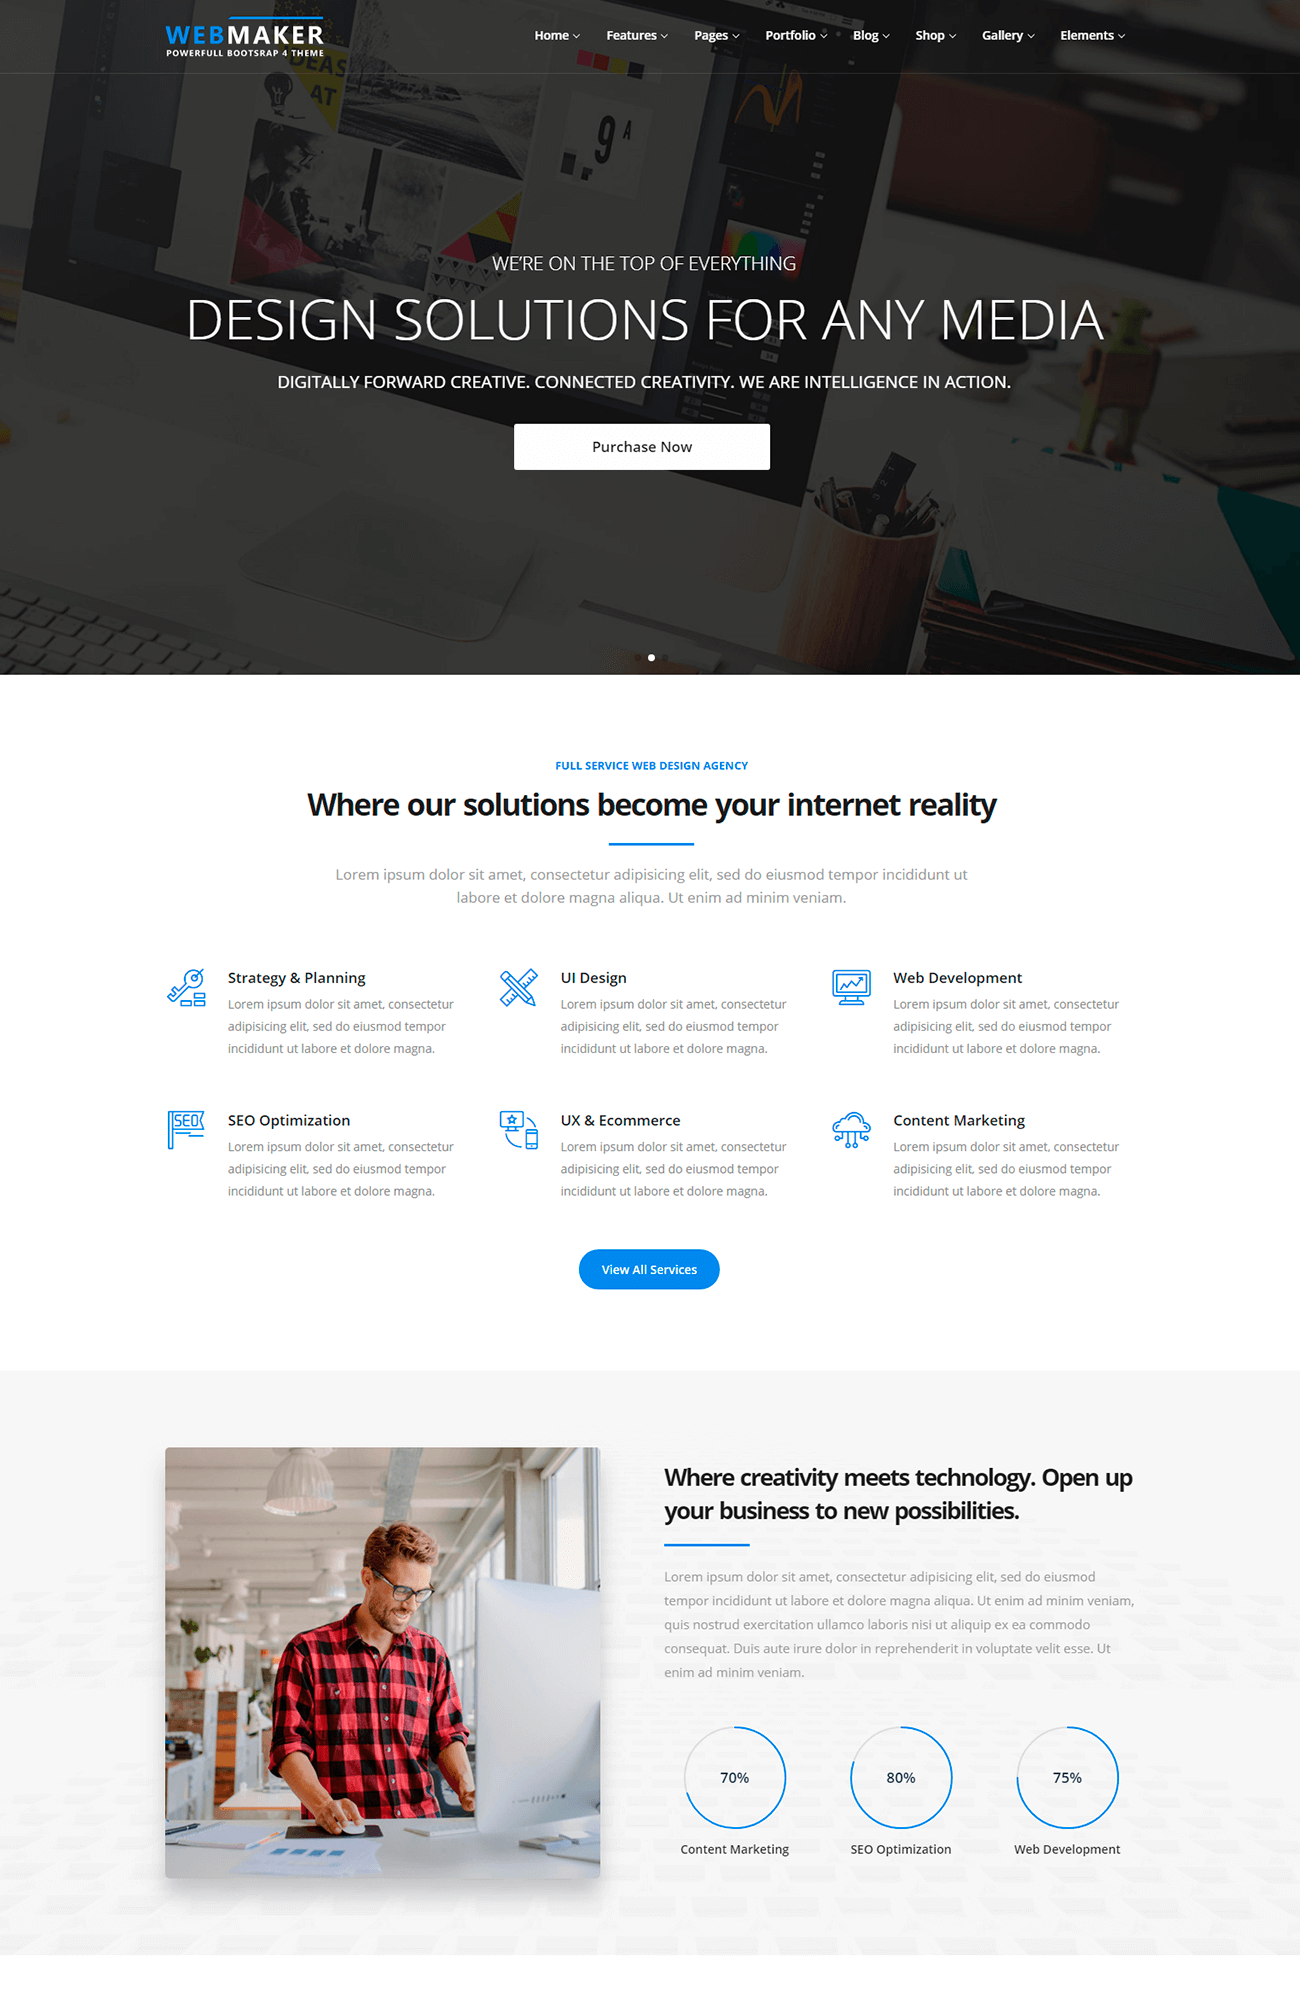 WEBMAKER
POWERFULL BOOTSRAP 4 THEME
Home Features Pages Portfolio Blog Shop Gallery Elements
IDEAS
AT
.9 A
WE'RE ON THE TOP OF EVERYTHING
DESIGN SOLUTIONS FOR ANY MEDIA
DIGITALLY FORWARD CREATIVE. CONNECTED CREATIVITY. WE ARE INTELLIGENCE IN ACTION.
Purchase Now
FULL SERVICE WEB DESIGN AGENCY
Where our solutions become your internet reality
Lorem ipsum dolor sit amet, consectetur adipisicing elit, sed do eiusmod tempor incididunt ut
labore et dolore magna aliqua. Ut enim ad minim veniam.
Strategy & Planning
Lorem ipsum dolor sit amet, consectetur
adipisicing elit, sed do eiusmod tempor
incididunt ut labore et dolore magna.
UI Design
Lorem ipsum dolor sit amet, consectetur
adipisicing elit, sed do eiusmod tempor
incididunt ut labore et dolore magna.
Web Development
Lorem ipsum dolor sit amet, consectetur
adipisicing elit, sed do eiusmod tempor
incididunt ut labore et dolore magna.
SEO
SEO Optimization
Lorem ipsum dolor sit amet, consectetur
adipisicing elit, sed do eiusmod tempor
incididunt ut labore et dolore magna.
UX & Ecommerce
Lorem ipsum dolor sit amet, consectetur
adipisicing elit, sed do eiusmod tempor
incididunt ut labore et dolore magna.
Content Marketing
Lorem ipsum dolor sit amet, consectetur
adipisicing elit, sed do eiusmod tempor
incididunt ut labore et dolore magna.
View All Services
Where creativity meets technology. Open up
your business to new possibilities.
Lorem ipsum dolor sit amet, consectetur adipisicing elit, sed do eiusmod
tempor incididunt ut labore et dolore magna aliqua. Ut enim ad minim veniam,
quis nostrud exercitation ullamco laboris nisi ut aliquip ex ea commodo
consequat. Duis aute irure dolor in reprehenderit in voluptate velit esse. Ut
enim ad minim veniam.
70% 80% 75%
Content Marketing SEO Optimization Web Development